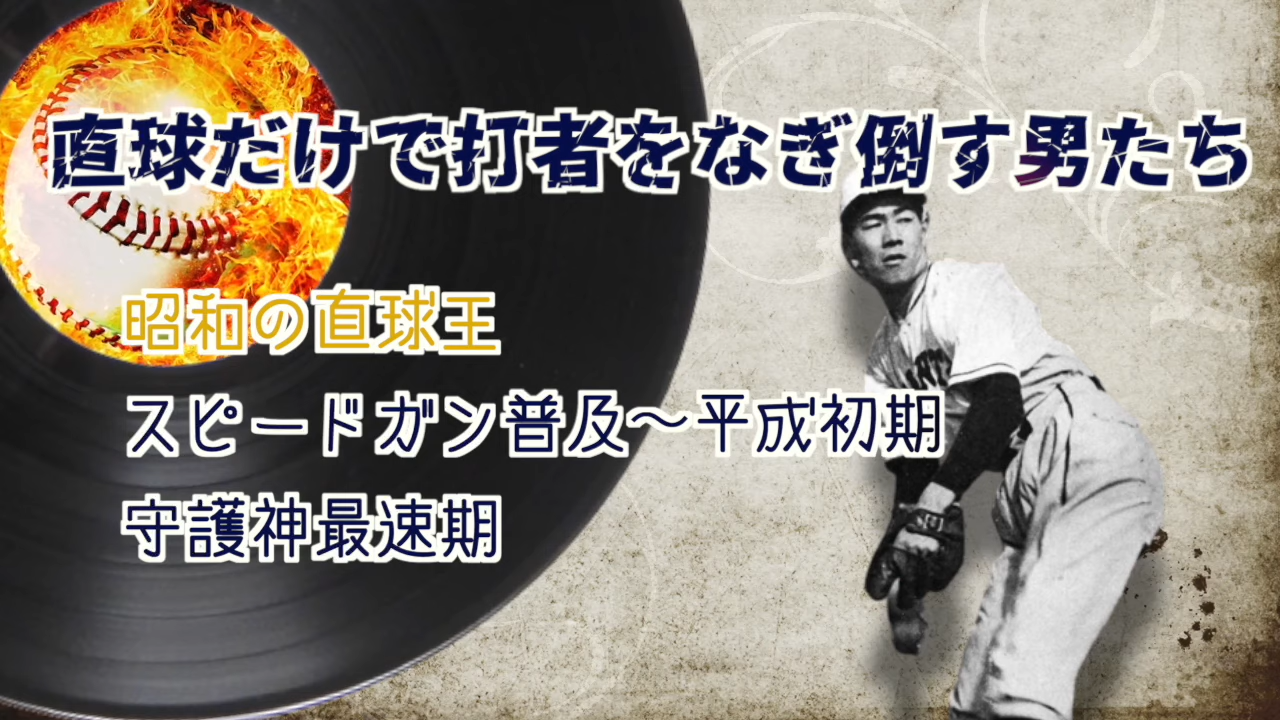 直球だけで打者をなぎ倒す男たち
昭和の直球王
スピードガン普及～平成初期
守護神最速期